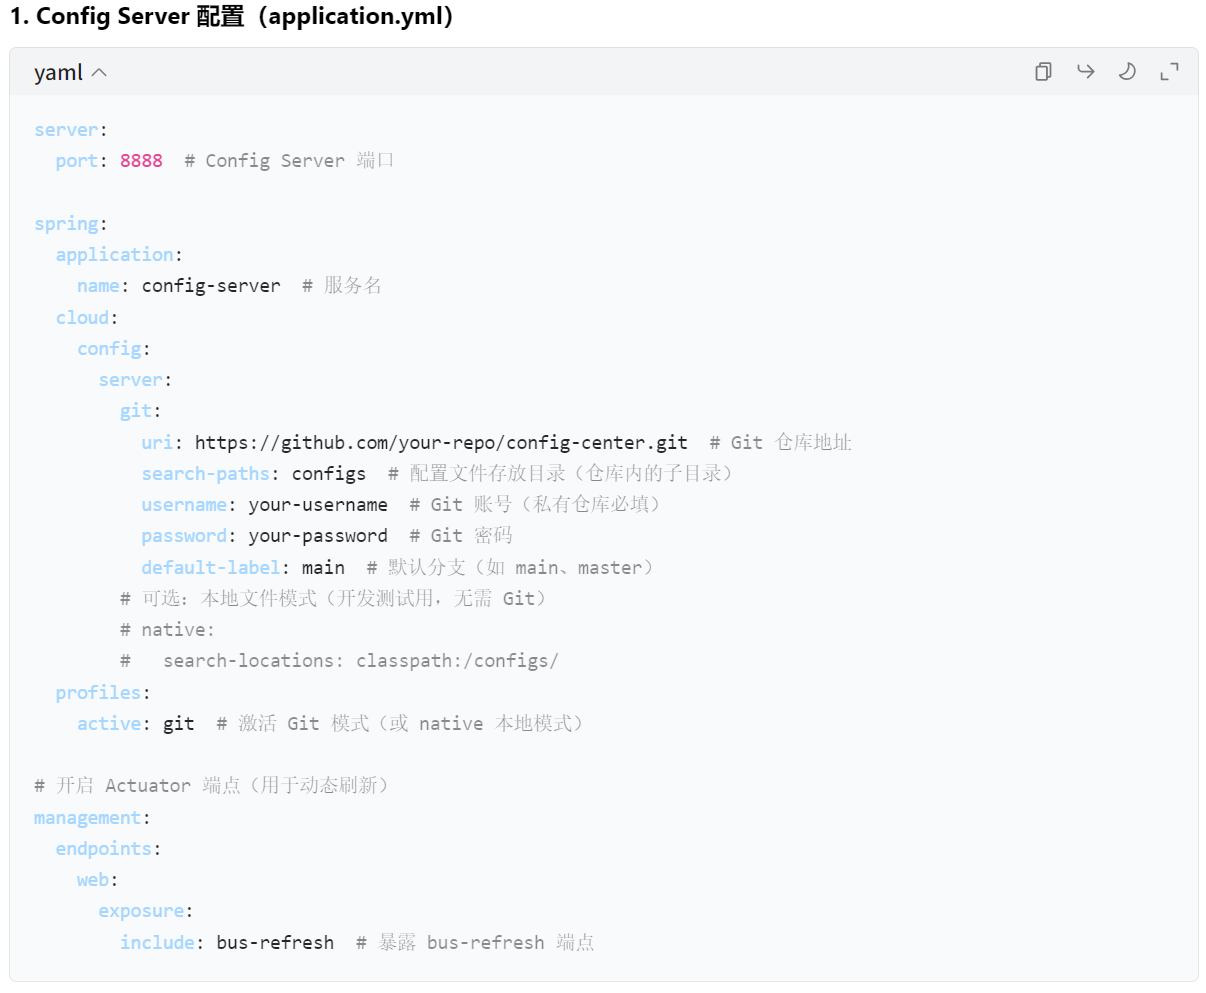 1. Config Server 配置（application.yml）
yaml
server:
  port: 8888  # Config Server 端口
spring:
  application:
    name: config-server  # 服务名
  cloud:
    config:
      server:
        git:
          uri: https://github.com/your-repo/config-center.git  # Git 仓库地址
          search-paths: configs  # 配置文件存放目录（仓库内的子目录）
          username: your-username  # Git 账号（私有仓库必填）
          password: your-password  # Git 密码
          default-label: main  # 默认分支（如 main、master）
        # 可选：本地文件模式（开发测试用，无需 Git）
        # native:
        #   search-locations: classpath:/configs/
  profiles:
    active: git  # 激活 Git 模式（或 native 本地模式）
# 开启 Actuator 端点（用于动态刷新）
management:
  endpoints:
    web:
      exposure:
        include: bus-refresh  # 暴露 bus-refresh 端点